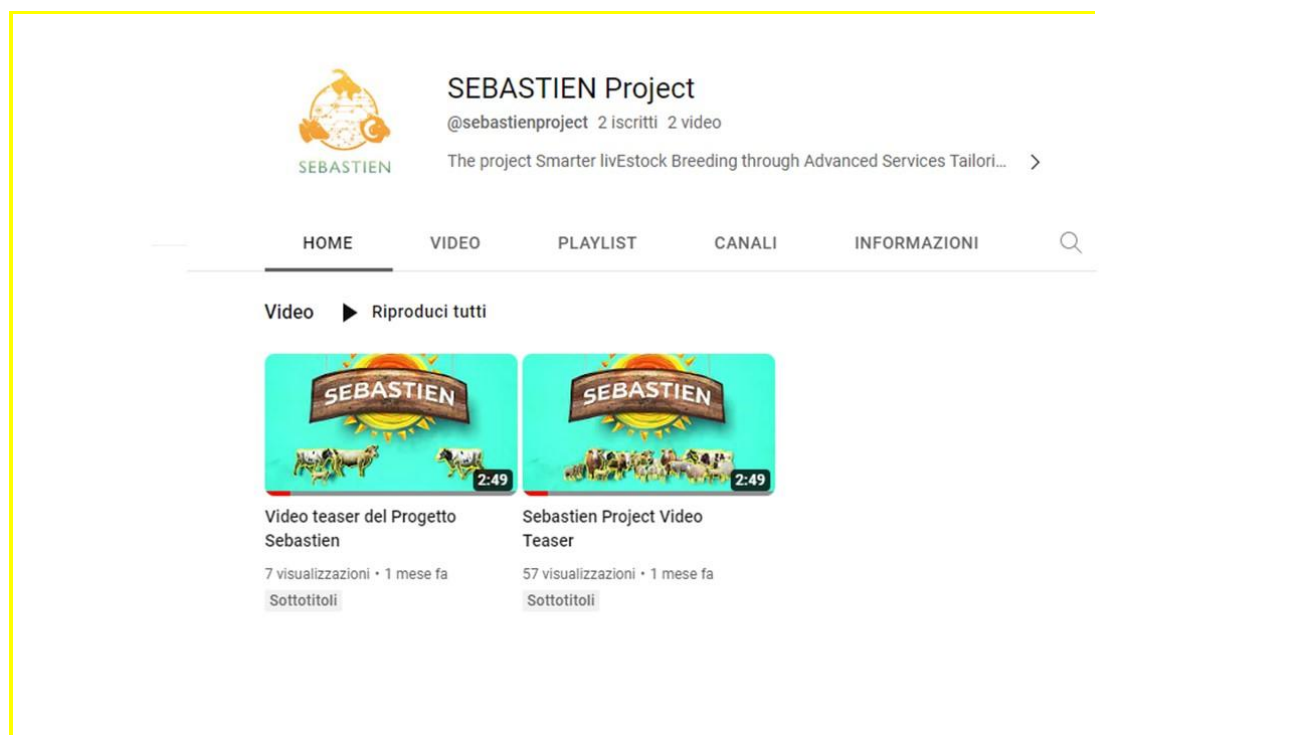 SEBASTIEN Project
@sebastienproject 2 iscritti 2 video
The project Smarter livEstock Breeding through Advanced Services Tailori...
SEBASTIEN
HOME VIDEO PLAYLIST CANALI INFORMAZIONI
Video Riproduci tutti
SEBASTIEN SEBASTIEN
2:49 2:49
Video teaser del Progetto
Sebastien
7 visualizzazioni • 1 mese fa
Sottotitoli
Sebastien Project Video
Teaser
57 visualizzazioni • 1 mese fa
Sottotitoli